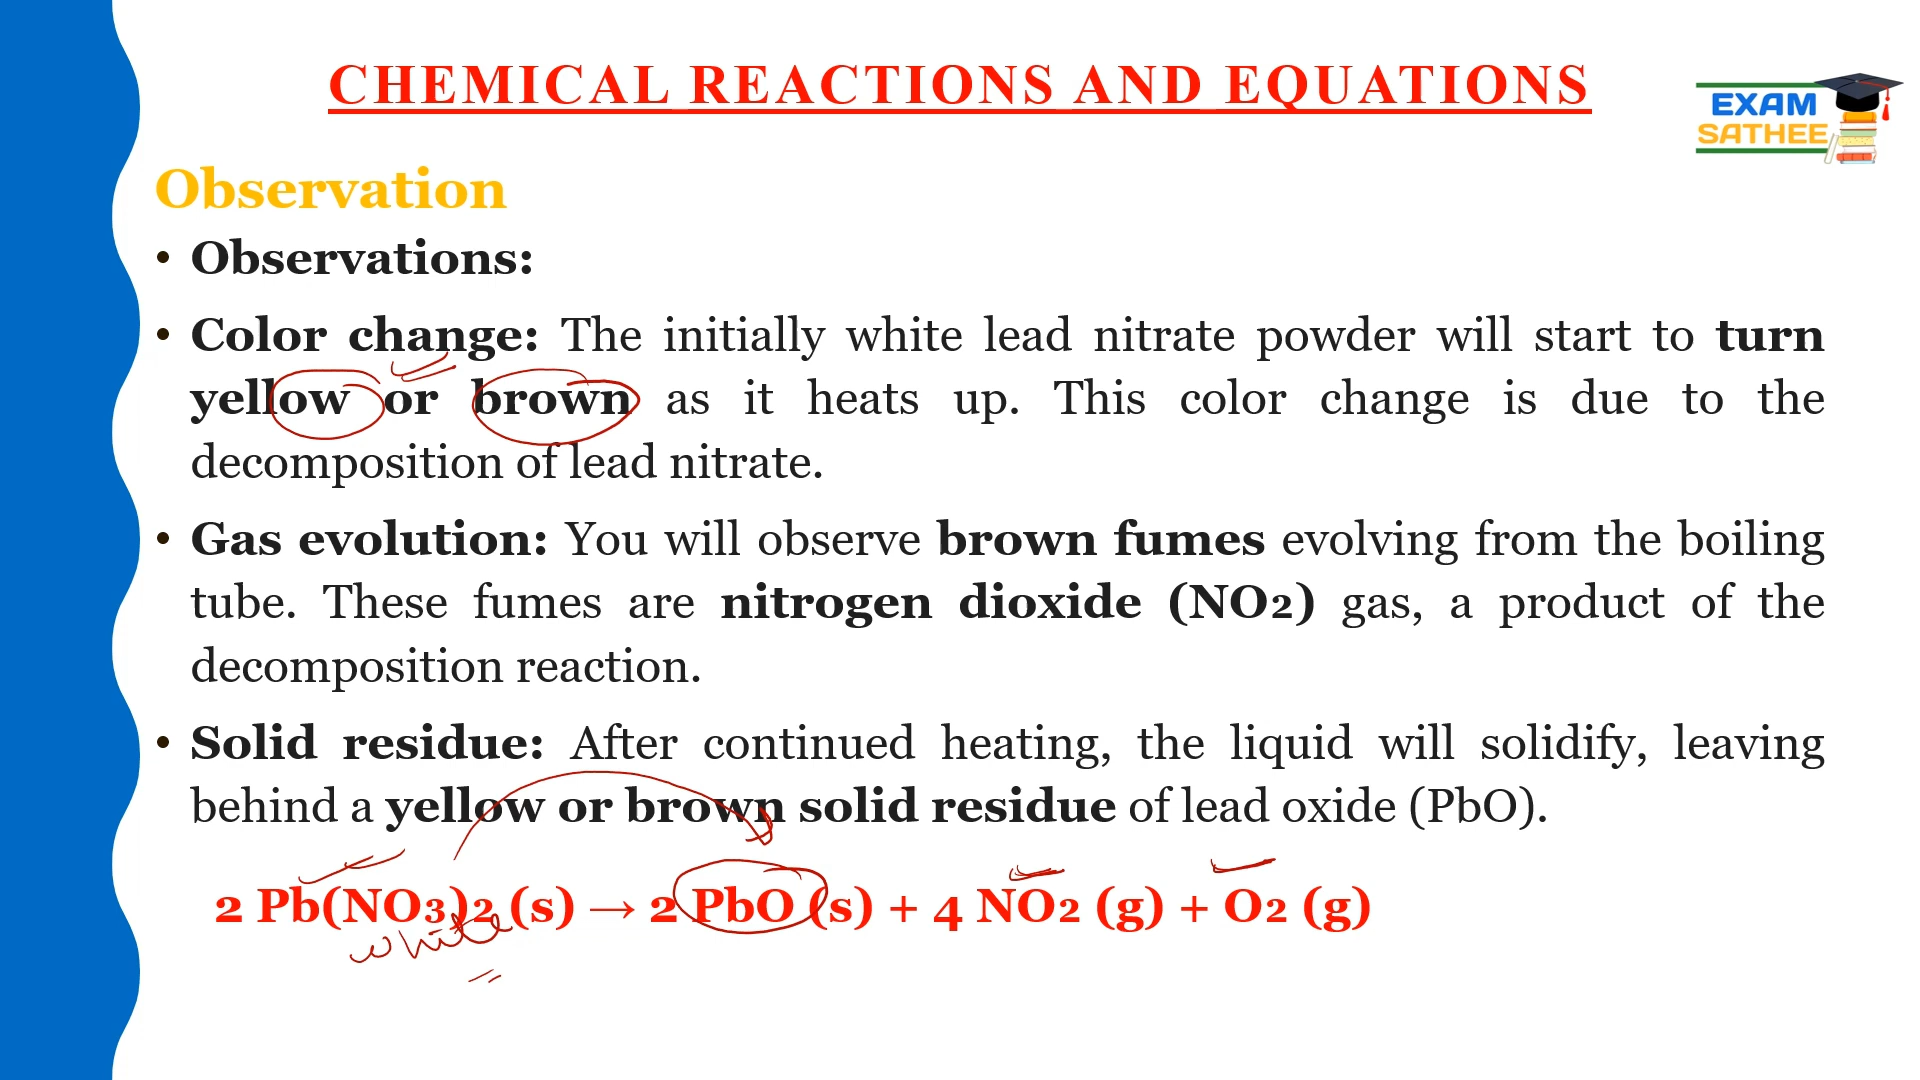 CHEMICAL REACTIONS AND EQUATIONS
EXAM
SATHEE
Observation
• Observations:
• Color change: The initially white lead nitrate powder will start to turn
yellow or brown as it heats up. This color change is due to the
decomposition of lead nitrate.
• Gas evolution: You will observe brown fumes evolving from the boiling
tube. These fumes are nitrogen dioxide (NO2) gas, a product of the
decomposition reaction.
• Solid residue: After continued heating, the liquid will solidify, leaving
behind a yellow or brown solid residue of lead oxide (PbO).
2 Pb(NO3)2 (s) → 2 PbO (s) + 4 NO2 (g) + O2 (g)
white